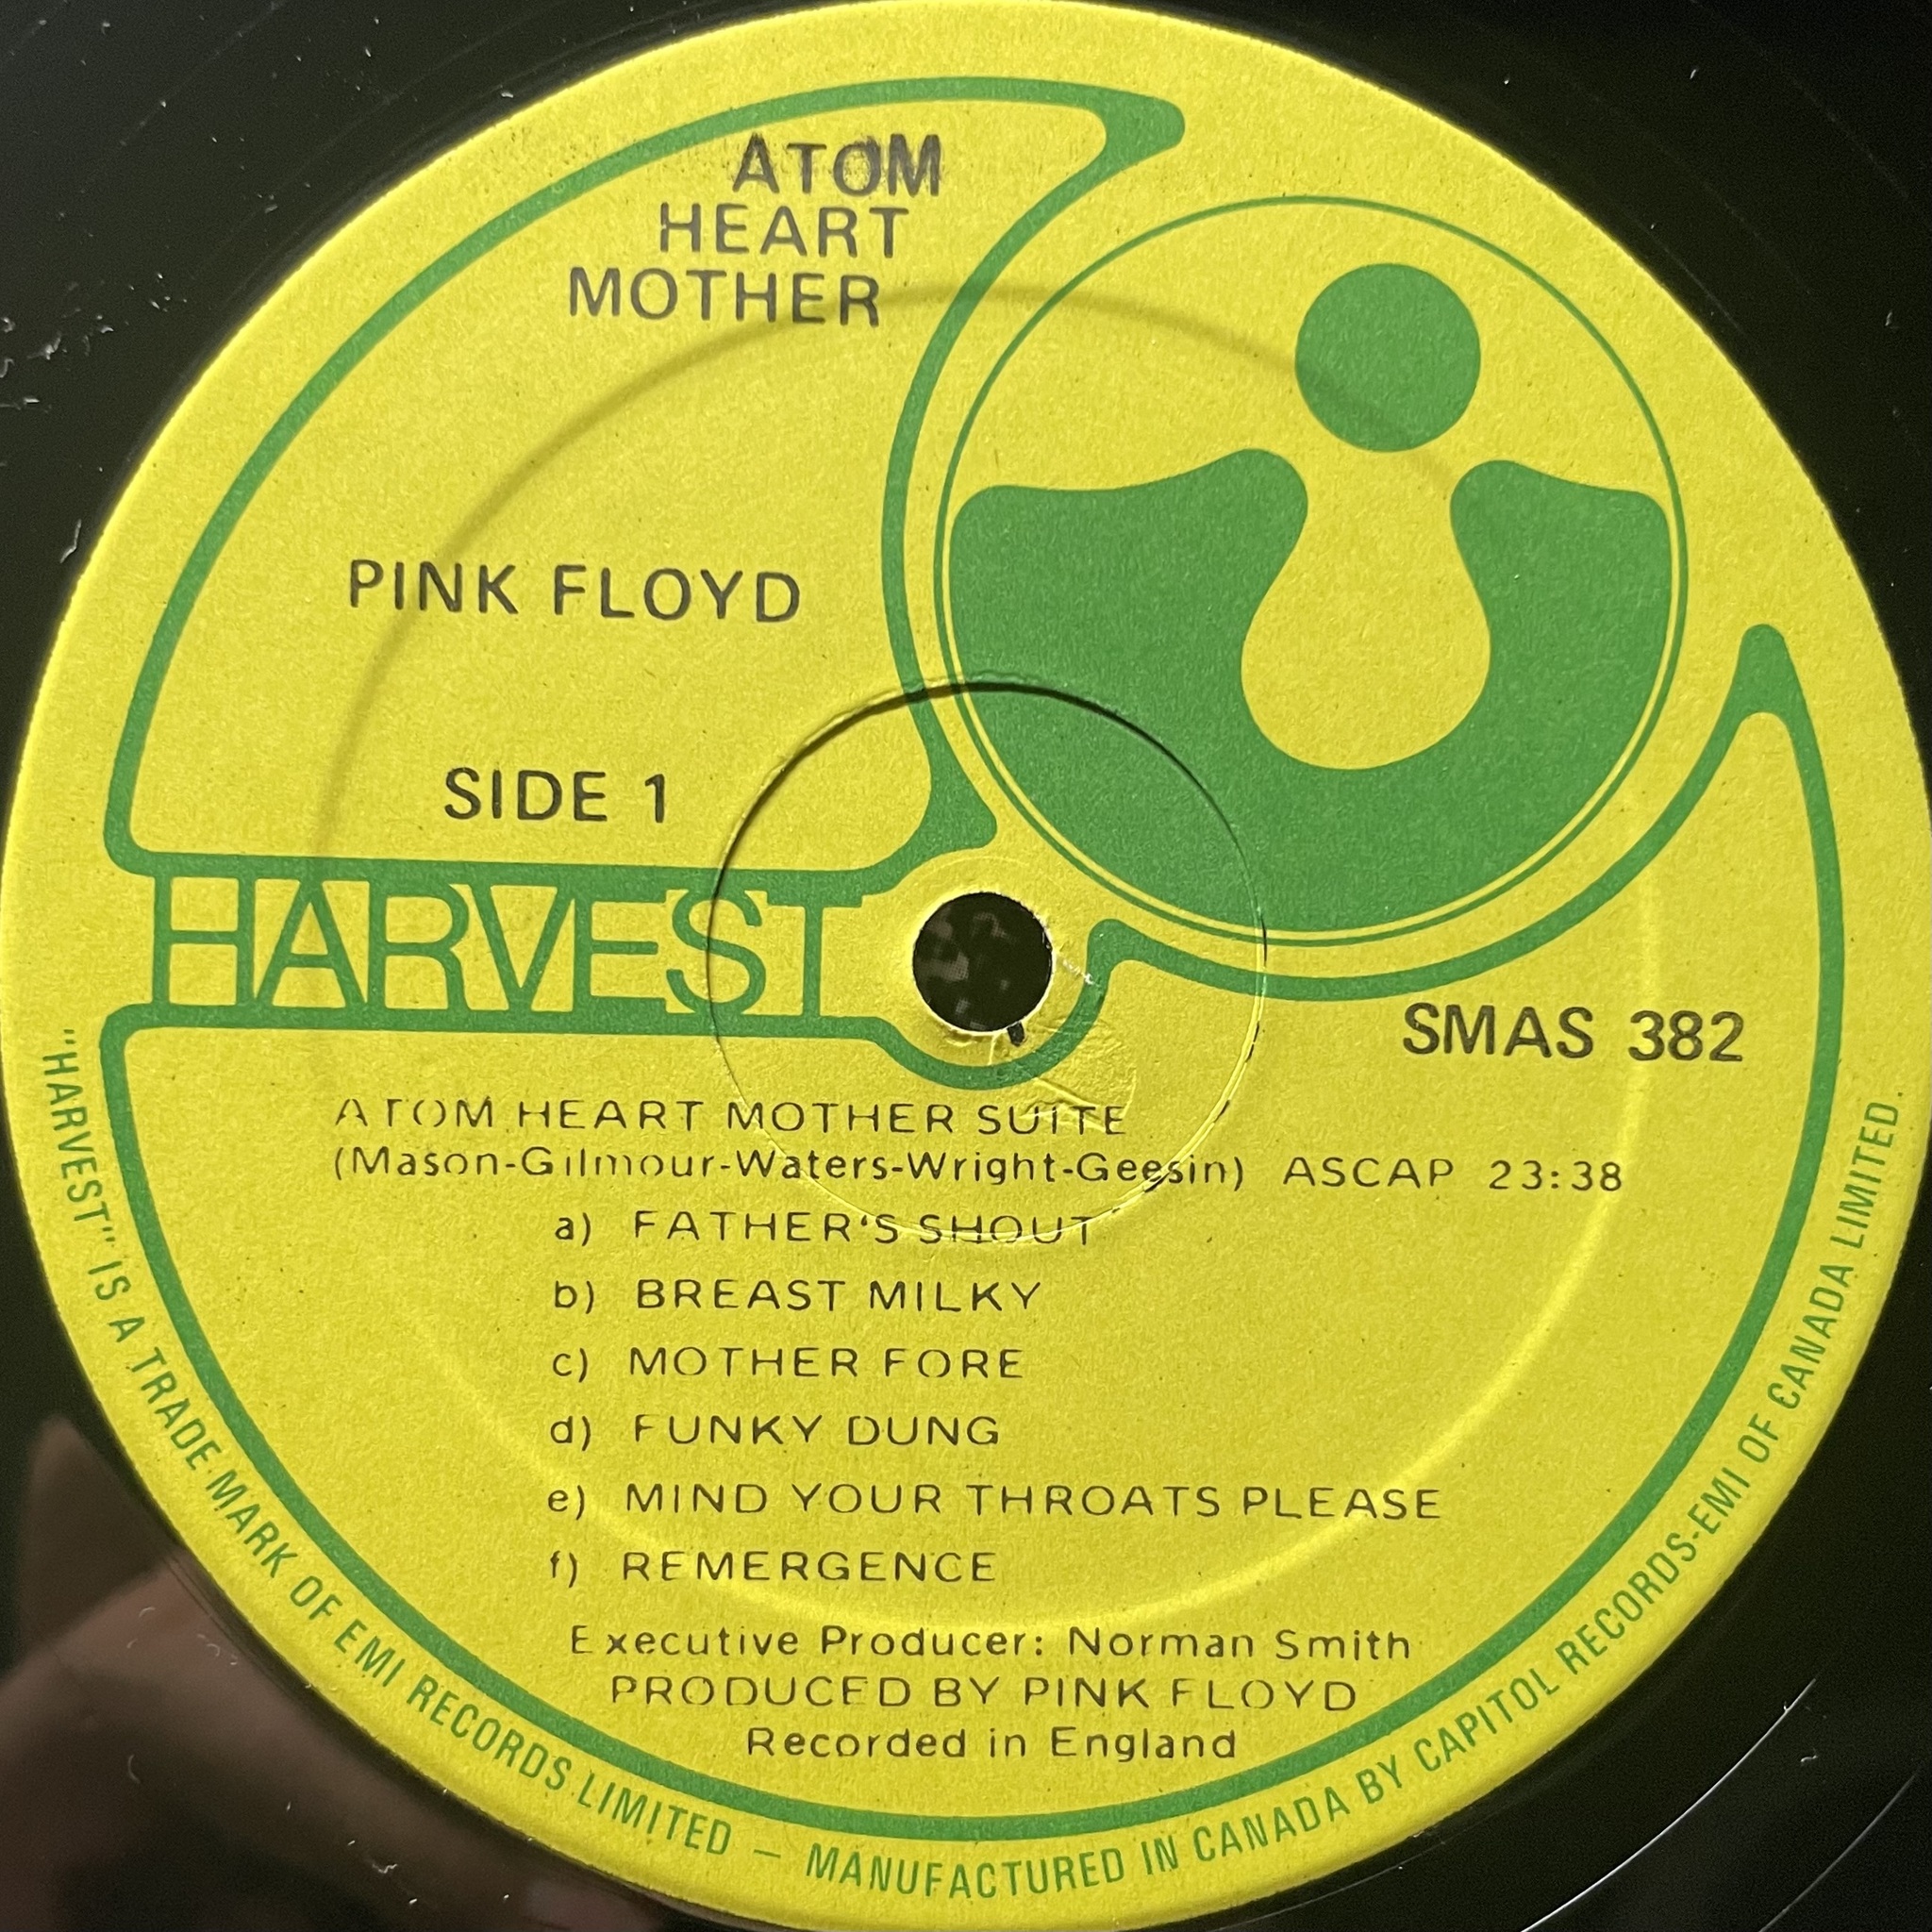 ATOM
HEART
MOTHER
PINK FLOYD
SIDE 1
HARVEST
SMAS 382
ATOM HEART MOTHER SUITE
(Mason-Gilmour-Waters-Wright-Geesin) ASCAP 23:38
a) FATHER'S SHOUT
b) BREAST MILKY
c) MOTHER FORE
d) FUNKY DUNG
e) MIND YOUR THROATS PLEASE
f) REMERGENCE
Executive Producer: Norman Smith
PRODUCED BY PINK FLOYD
Recorded in England
"HARVEST" IS A TRADE MARK OF EMI RECORDS LIMITED — MANUFACTURED IN CANADA BY CAPITOL RECORDS-EMI OF CANADA LIMITED.